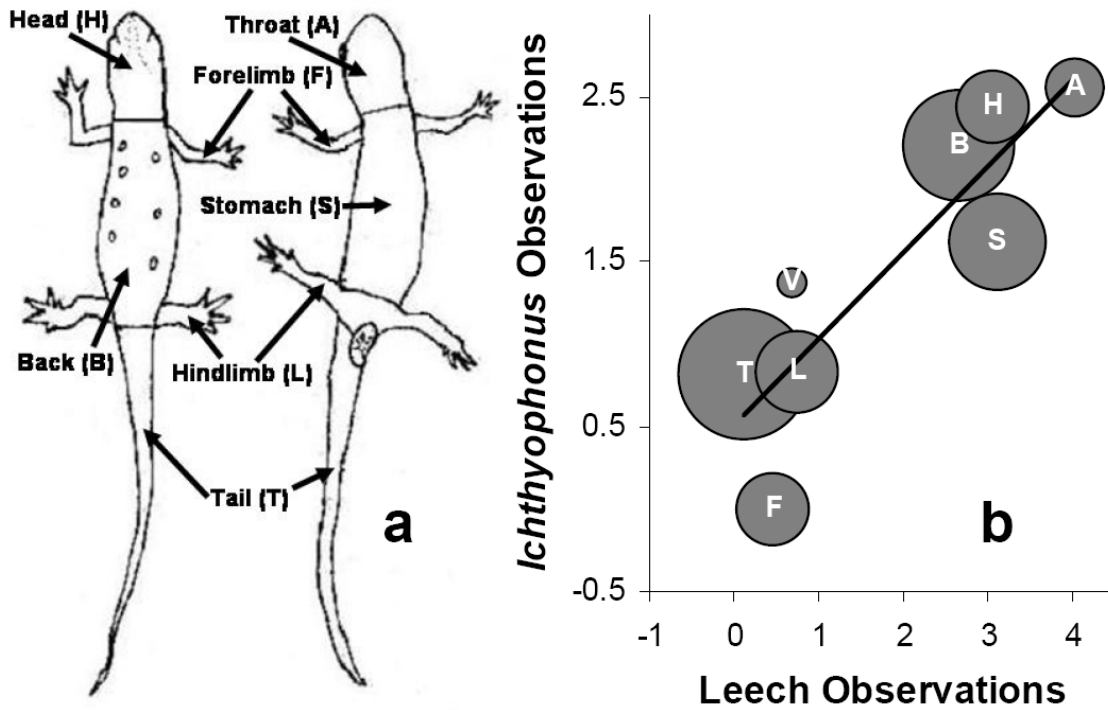 Head (H)
Throat (A)
Forelimb (F)
Stomach (S)
Back (B)
Hindlimb (L)
Tail (T)
a
Ichthyophonus Observations
2.5
1.5
0.5
-0.5
A
H
B
S
V
T
L
F
b
-1 0 1 2 3 4
Leech Observations